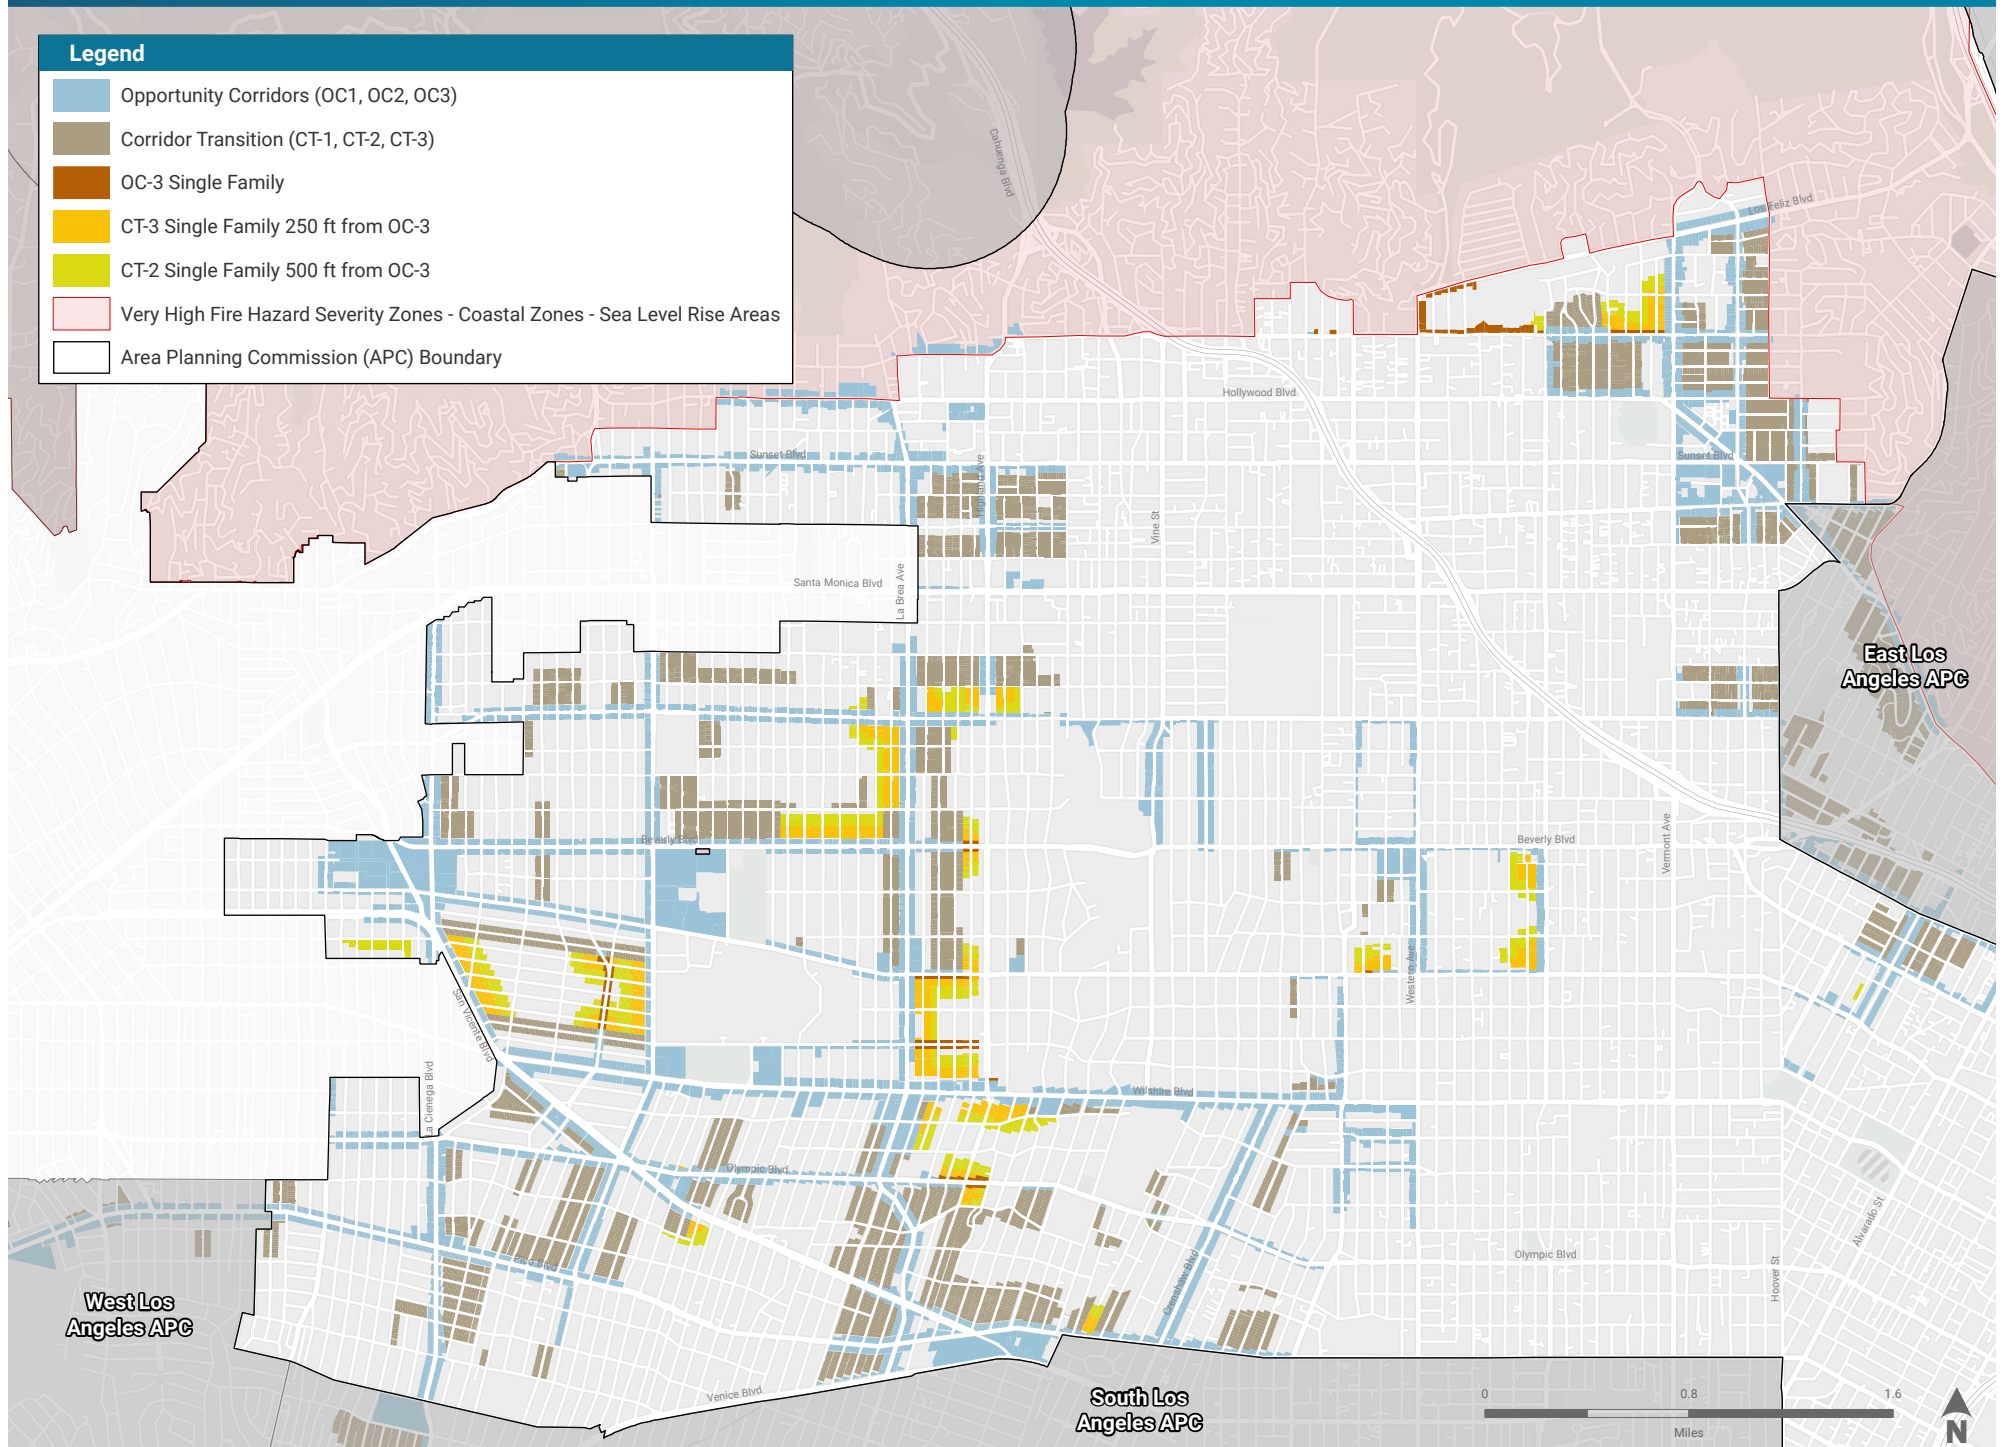 Legend
Opportunity Corridors (OC1, OC2, OC3)
Corridor Transition (CT-1, CT-2, CT-3)
OC-3 Single Family
CT-3 Single Family 250 ft from OC-3
CT-2 Single Family 500 ft from OC-3
Very High Fire Hazard Severity Zones - Coastal Zones - Sea Level Rise Areas
Area Planning Commission (APC) Boundary
Cahuenga Blvd
Los Feliz Blvd
Hollywood Blvd
Sunset Blvd
Sunset Blvd
Highland Ave
Vine St
Santa Monica Blvd
La Brea Ave
East Los
Angeles APC
Beverly Blvd
Beverly Blvd
Vermont Ave
Western Ave
San Vicente Blvd
La Cienega Blvd
Wilshire Blvd
Olympic Blvd
Alvarado St
Pico Blvd
Crenshaw Blvd
Olympic Blvd
Hoover St
West Los
Angeles APC
Venice Blvd
South Los
Angeles APC
0
0.8
1.6
Miles
N